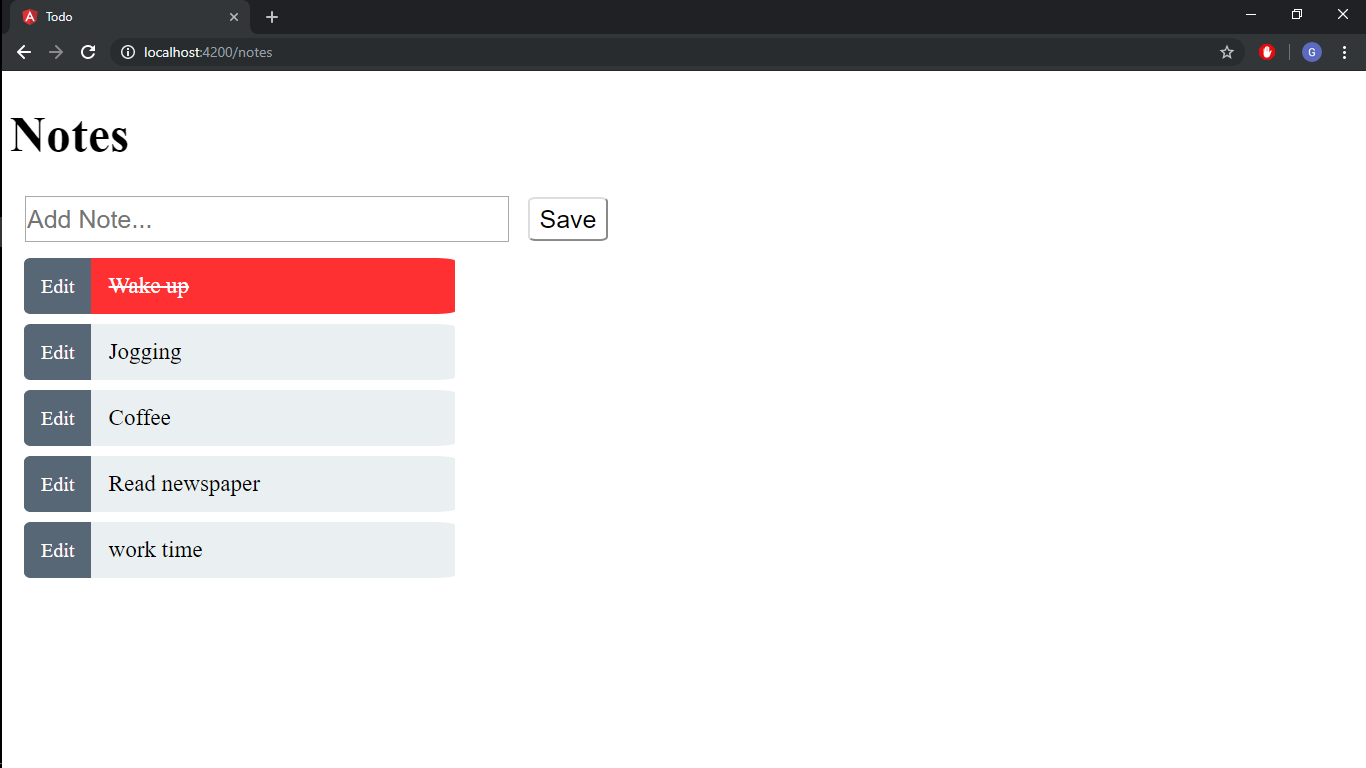 Todo
localhost:4200/notes
G
Notes
Add Note...
Save
Edit Wake up
Edit Jogging
Edit Coffee
Edit Read newspaper
Edit work time